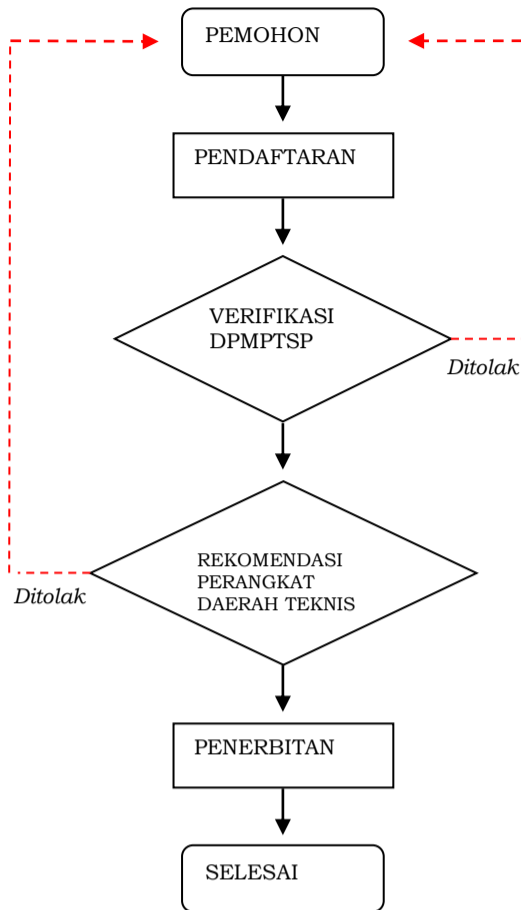 PEMOHON
PENDAFTARAN
VERIFIKASI
DPMPTSP
Ditolak
REKOMENDASI
PERANGKAT
DAERAH TEKNIS
Ditolak
PENERBITAN
SELESAI